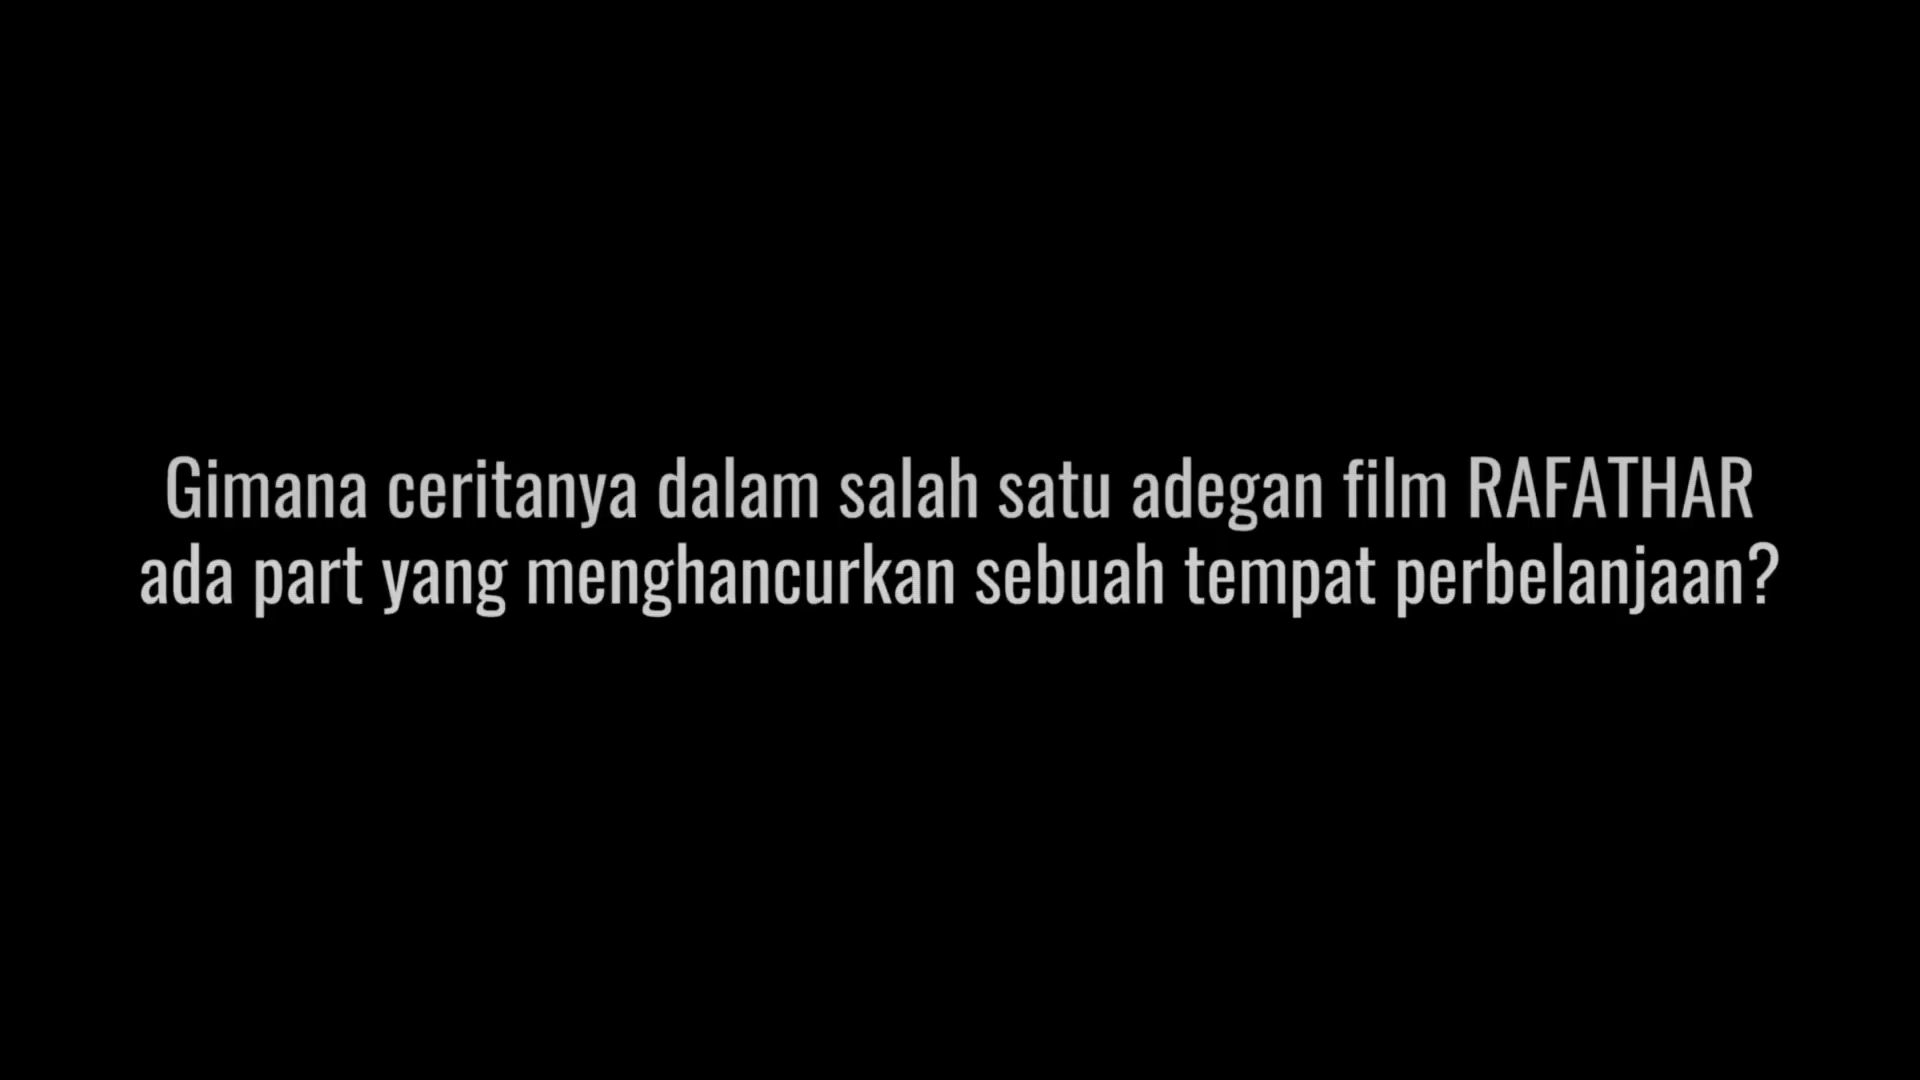 Gimana ceritanya dalam salah satu adegan film RAFATHAR
ada part yang menghancurkan sebuah tempat perbelanjaan?